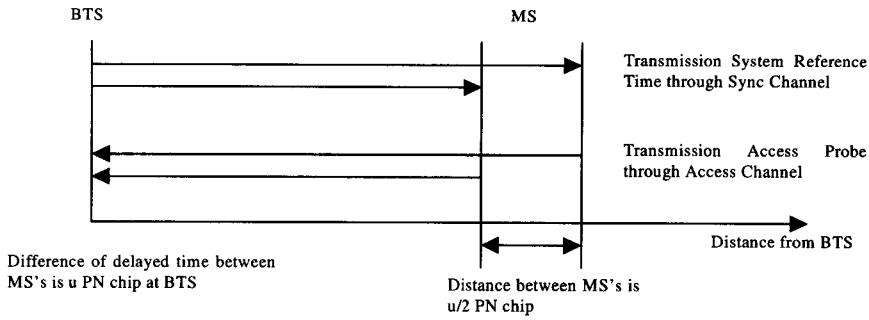 BTS
MS
Transmission System Reference
Time through Sync Channel
Transmission Access Probe
through Access Channel
Distance from BTS
Difference of delayed time between
MS's is u PN chip at BTS
Distance between MS's is
u/2 PN chip